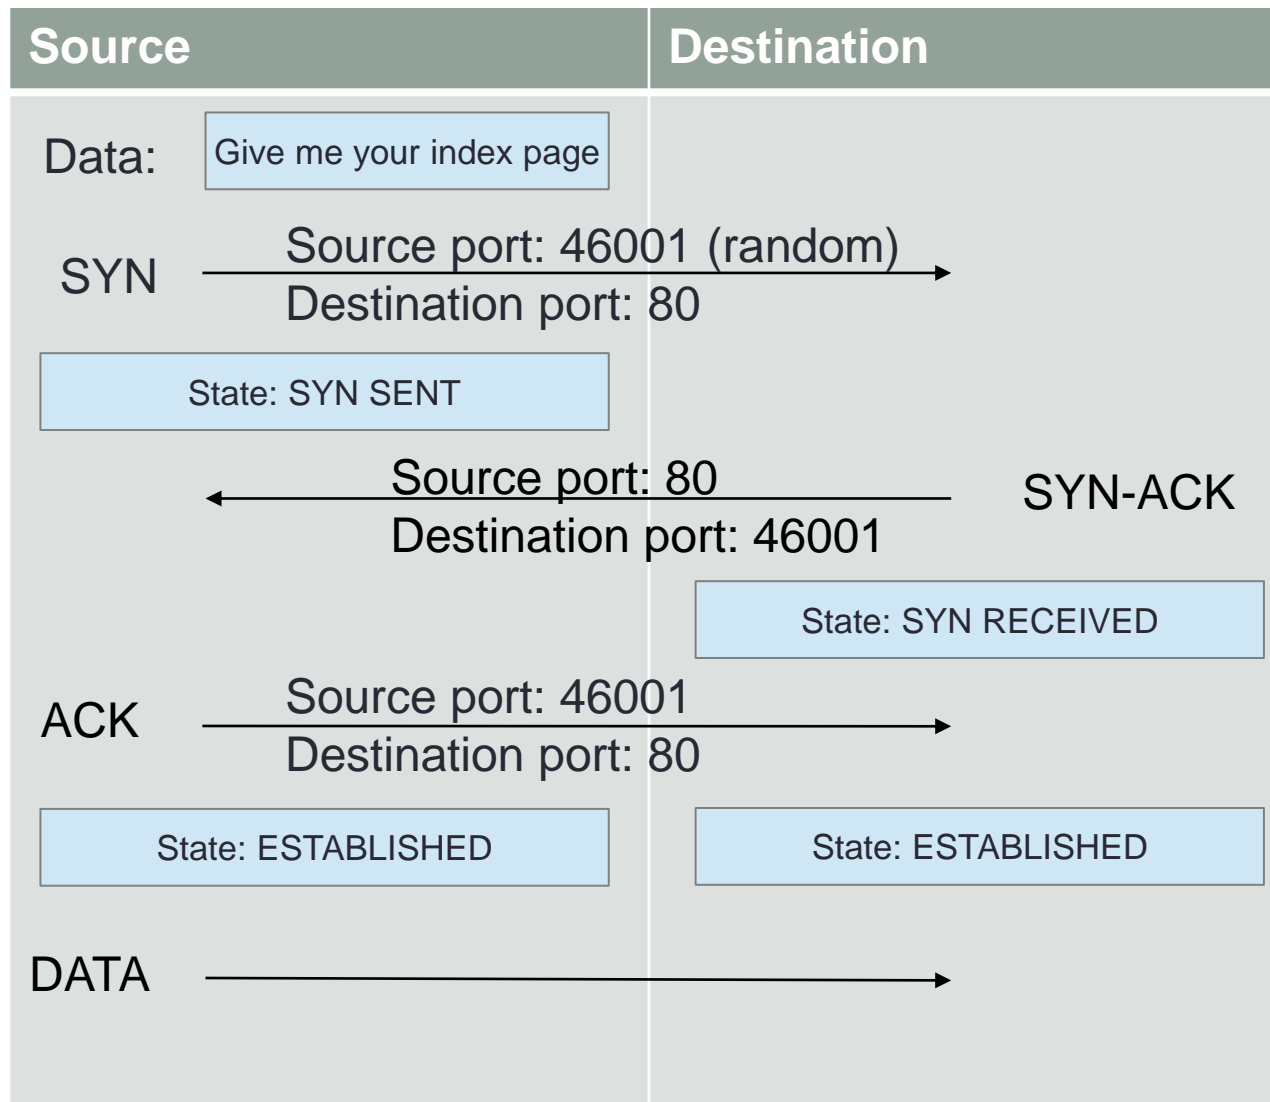 Source
Destination
Data:
Give me your index page
SYN
Source port: 46001 (random)
Destination port: 80
State: SYN SENT
Source port: 80
Destination port: 46001
SYN-ACK
State: SYN RECEIVED
ACK
Source port: 46001
Destination port: 80
State: ESTABLISHED
State: ESTABLISHED
DATA